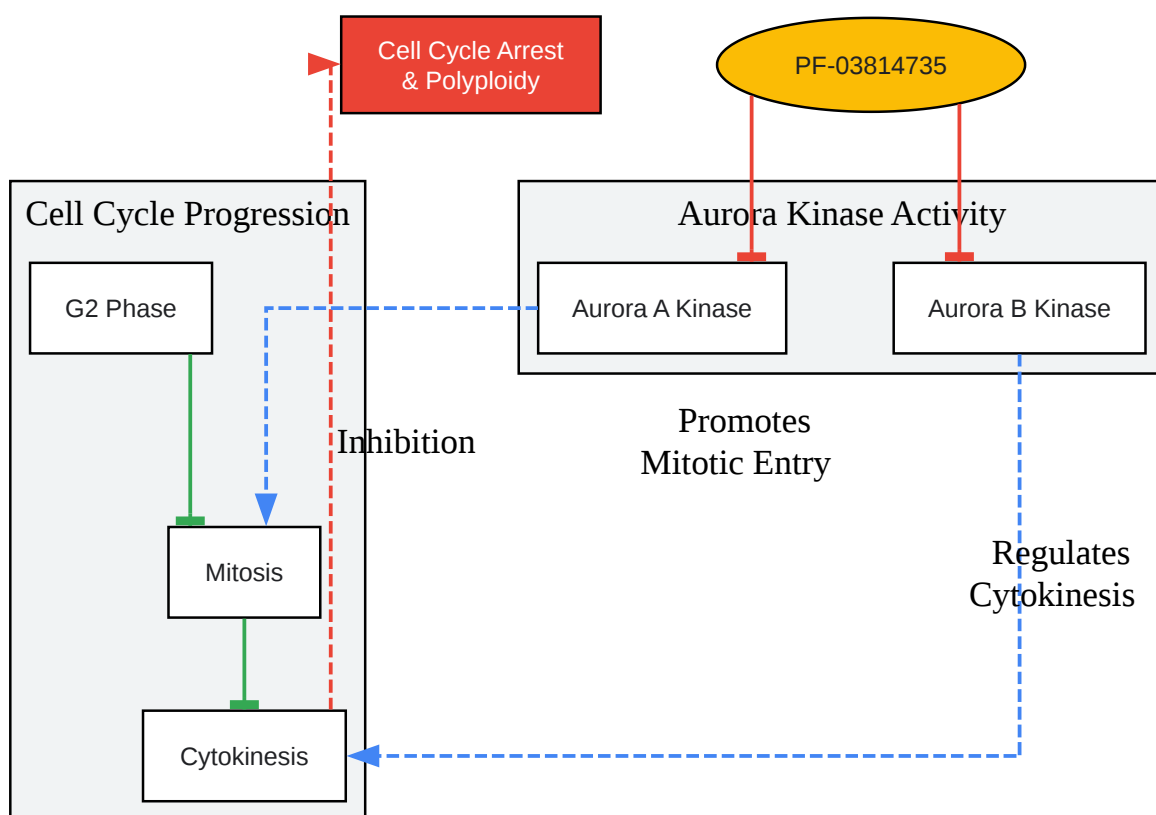 Cell Cycle Arrest
& Polyploidy
PF-03814735
Cell Cycle Progression
Aurora Kinase Activity
G2 Phase
Aurora A Kinase
Aurora B Kinase
Inhibition
Promotes
Mitotic Entry
Mitosis
Regulates
Cytokinesis
Cytokinesis